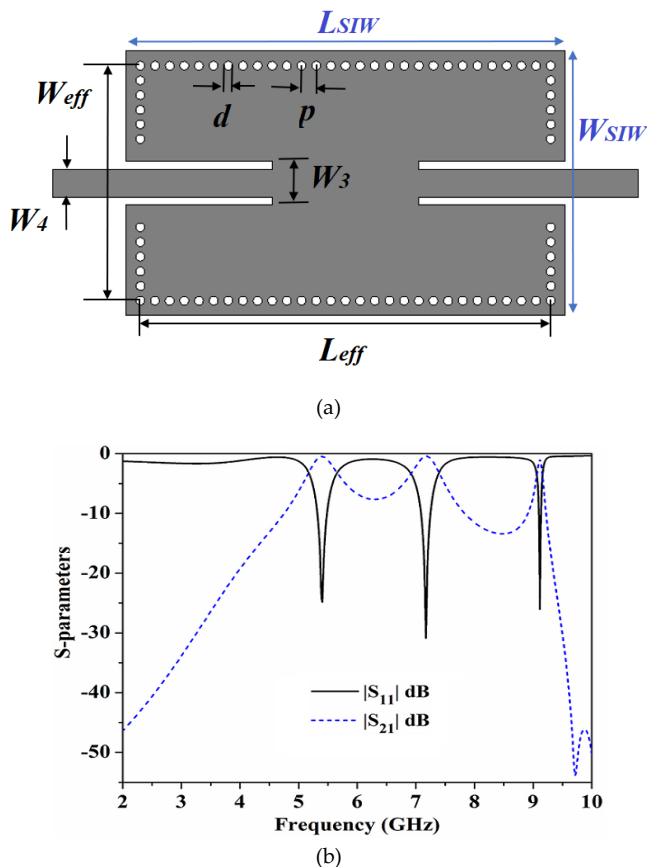 LSIW
Weff
d
p
WSIW
W3
W4
Leff
(a)
0
-10
-20
-30
-40
-50
S-parameters
|S11| dB
|S21| dB
2 3 4 5 6 7 8 9 10
Frequency (GHz)
(b)